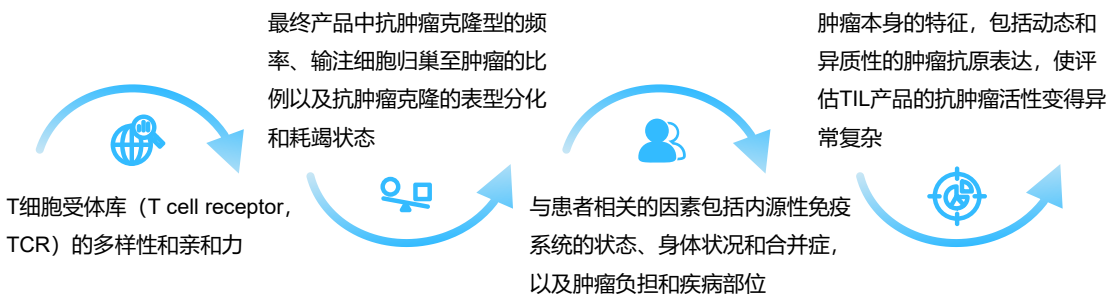 T细胞受体库（T cell receptor，
TCR）的多样性和亲和力
最终产品中抗肿瘤克隆型的频
率、输注细胞归巢至肿瘤的比
例以及抗肿瘤克隆的表型分化
和耗竭状态
与患者相关的因素包括内源性免疫
系统的状态、身体状况和合并症，
以及肿瘤负担和疾病部位
肿瘤本身的特征，包括动态和
异质性的肿瘤抗原表达，使评
估TIL产品的抗肿瘤活性变得异
常复杂